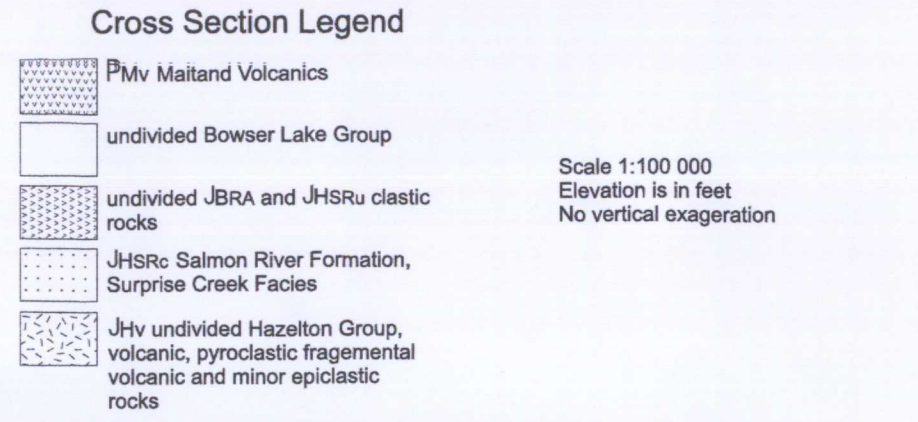 Cross Section Legend
PMv Maitand Volcanics
undivided Bowser Lake Group
undivided JBRA and JHSRu clastic
rocks
JHSRc Salmon River Formation,
Surprise Creek Facies
JHv undivided Hazelton Group,
volcanic, pyroclastic fragemental
volcanic and minor epiclastic
rocks
Scale 1:100 000
Elevation is in feet
No vertical exageration